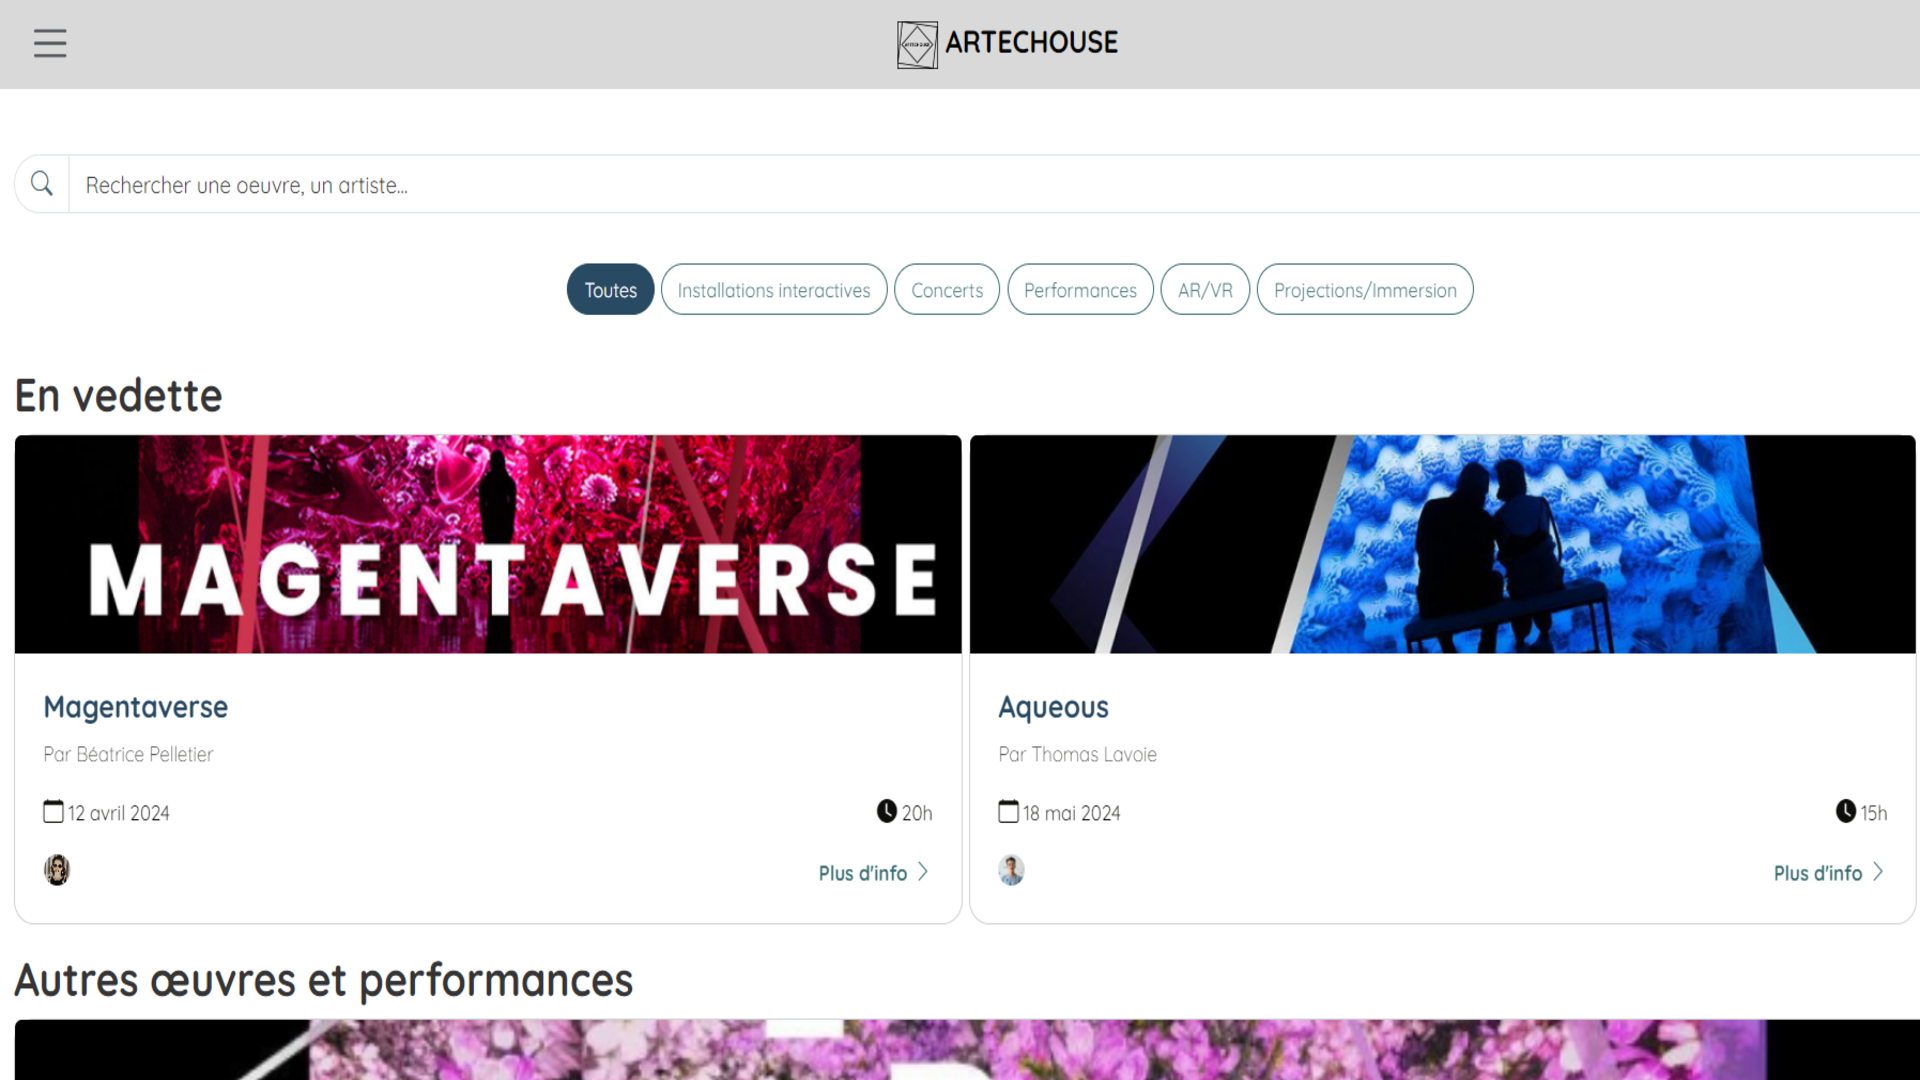 ARTECHOUSE
Rechercher une oeuvre, un artiste...
Toutes Installations interactives Concerts Performances AR/VR Projections/Immersion
En vedette
MAGENTAVERSE
Magentaverse
Par Béatrice Pelletier
12 avril 2024 20h
Plus d'info
Aqueous
Par Thomas Lavoie
18 mai 2024 15h
Plus d'info
Autres œuvres et performances